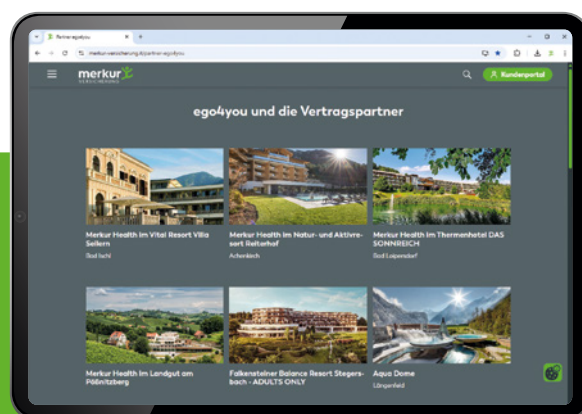 Partner-ego4you
merkur-versicherung.at/partner-ego4you
merkur
VERSICHERUNG
Kundenportal
ego4you und die Vertragspartner
Merkur Health im Vital Resort Villa
Seilern
Bad Ischl
Merkur Health im Natur- und Aktivre-
sort Reiterhof
Achenkirch
Merkur Health im Thermenhotel DAS
SONNREICH
Bad Loipersdorf
Merkur Health im Landgut am
Pößnitzberg
Falkensteiner Balance Resort Stegers-
bach - ADULTS ONLY
Aqua Dome
Längenfeld